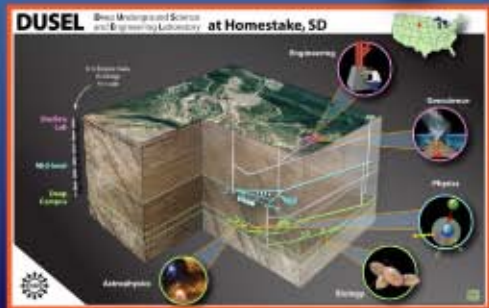 DUSEL Deep Underground Science
and Engineering Laboratory at Homestake, SD
Engineering
Geoscience
Shallow
Lab
Mid-level
Deep
Campus
Physics
Astrophysics
Biology